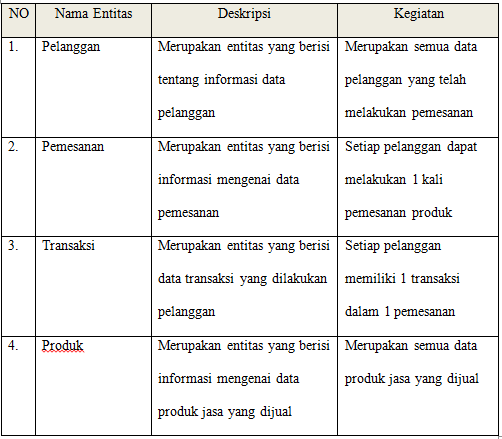 NO Nama Entitas Deskripsi Kegiatan
1. Pelanggan Merupakan entitas yang berisi Merupakan semua data
tentang informasi data pelanggan yang telah
pelanggan melakukan pemesanan
2. Pemesanan Merupakan entitas yang berisi Setiap pelanggan dapat
informasi mengenai data melakukan 1 kali
pemesanan pemesanan produk
3. Transaksi Merupakan entitas yang berisi Setiap pelanggan
data transaksi yang dilakukan memiliki 1 transaksi
pelanggan dalam 1 pemesanan
4. Produk Merupakan entitas yang berisi Merupakan semua data
informasi mengenai data produk jasa yang dijual
produk jasa yang dijual